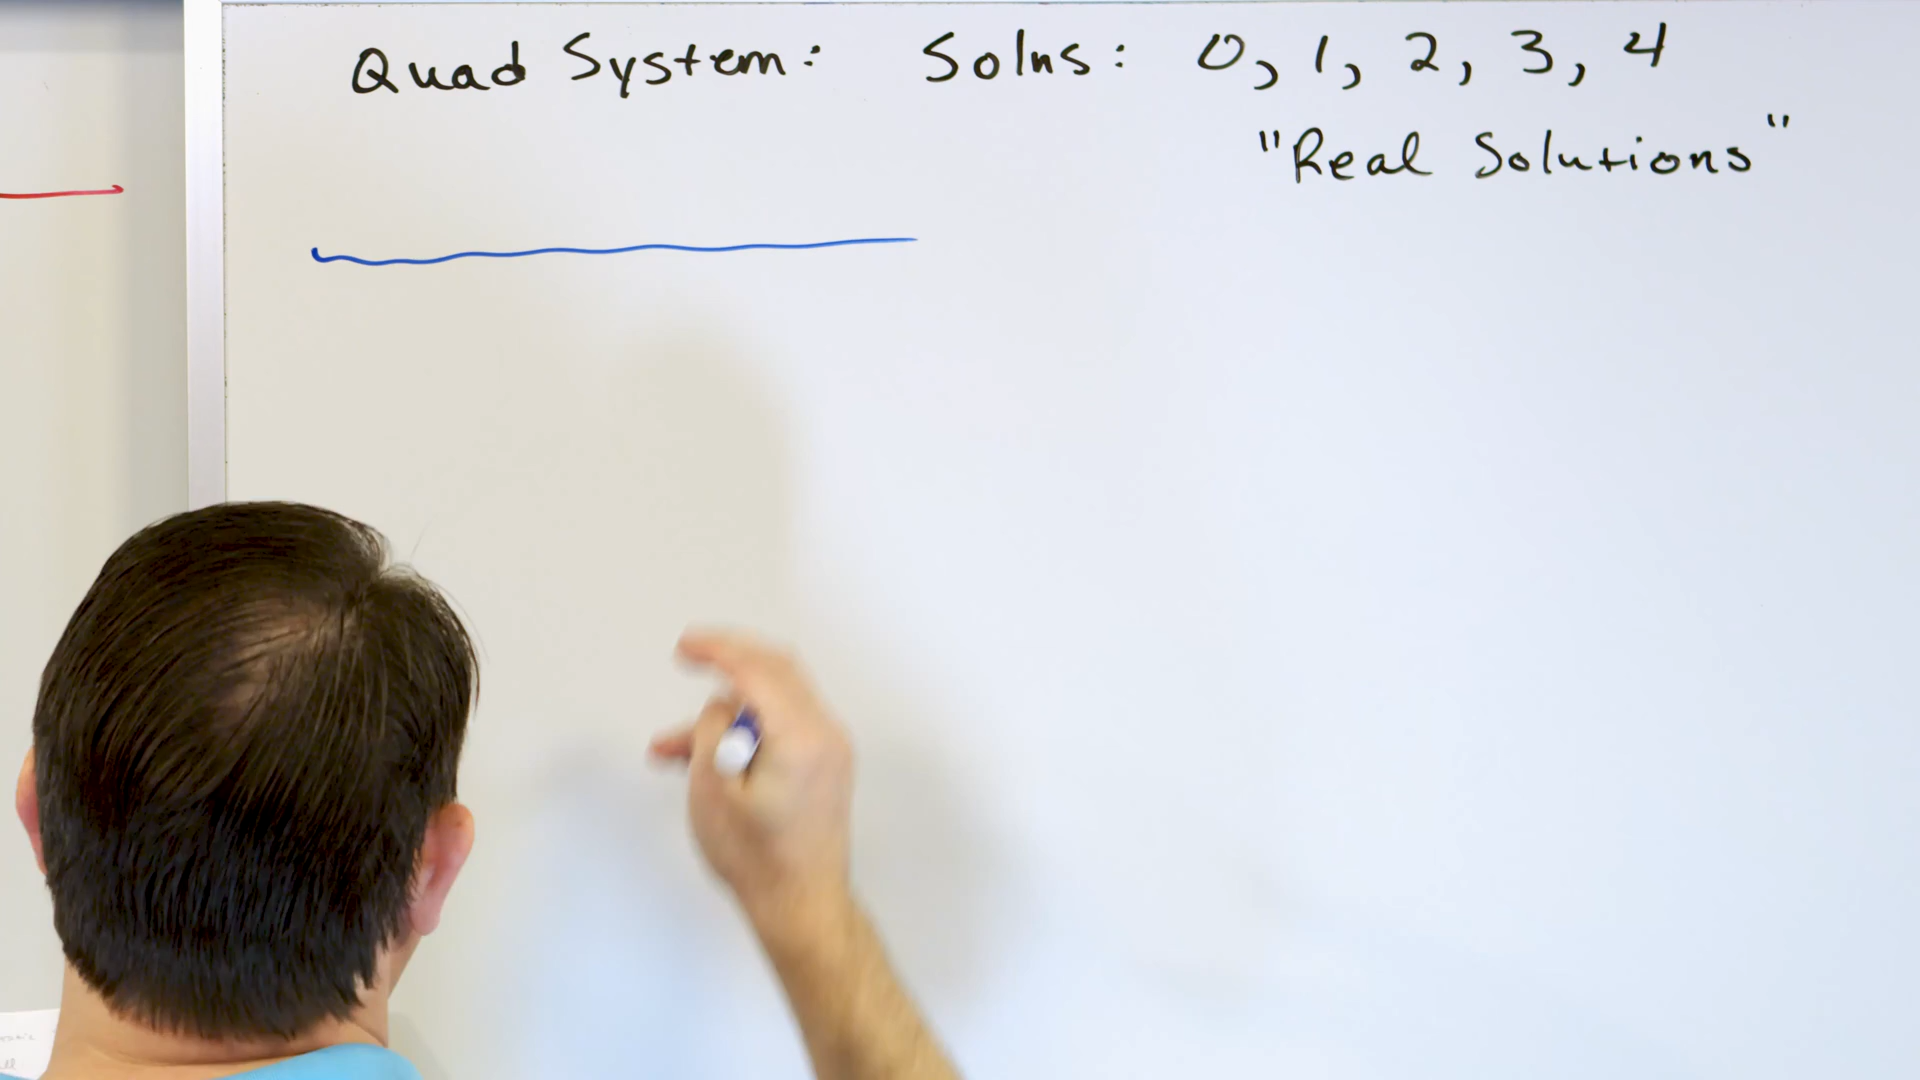 Quad System: Solns: 0, 1, 2, 3, 4
"Real Solutions"